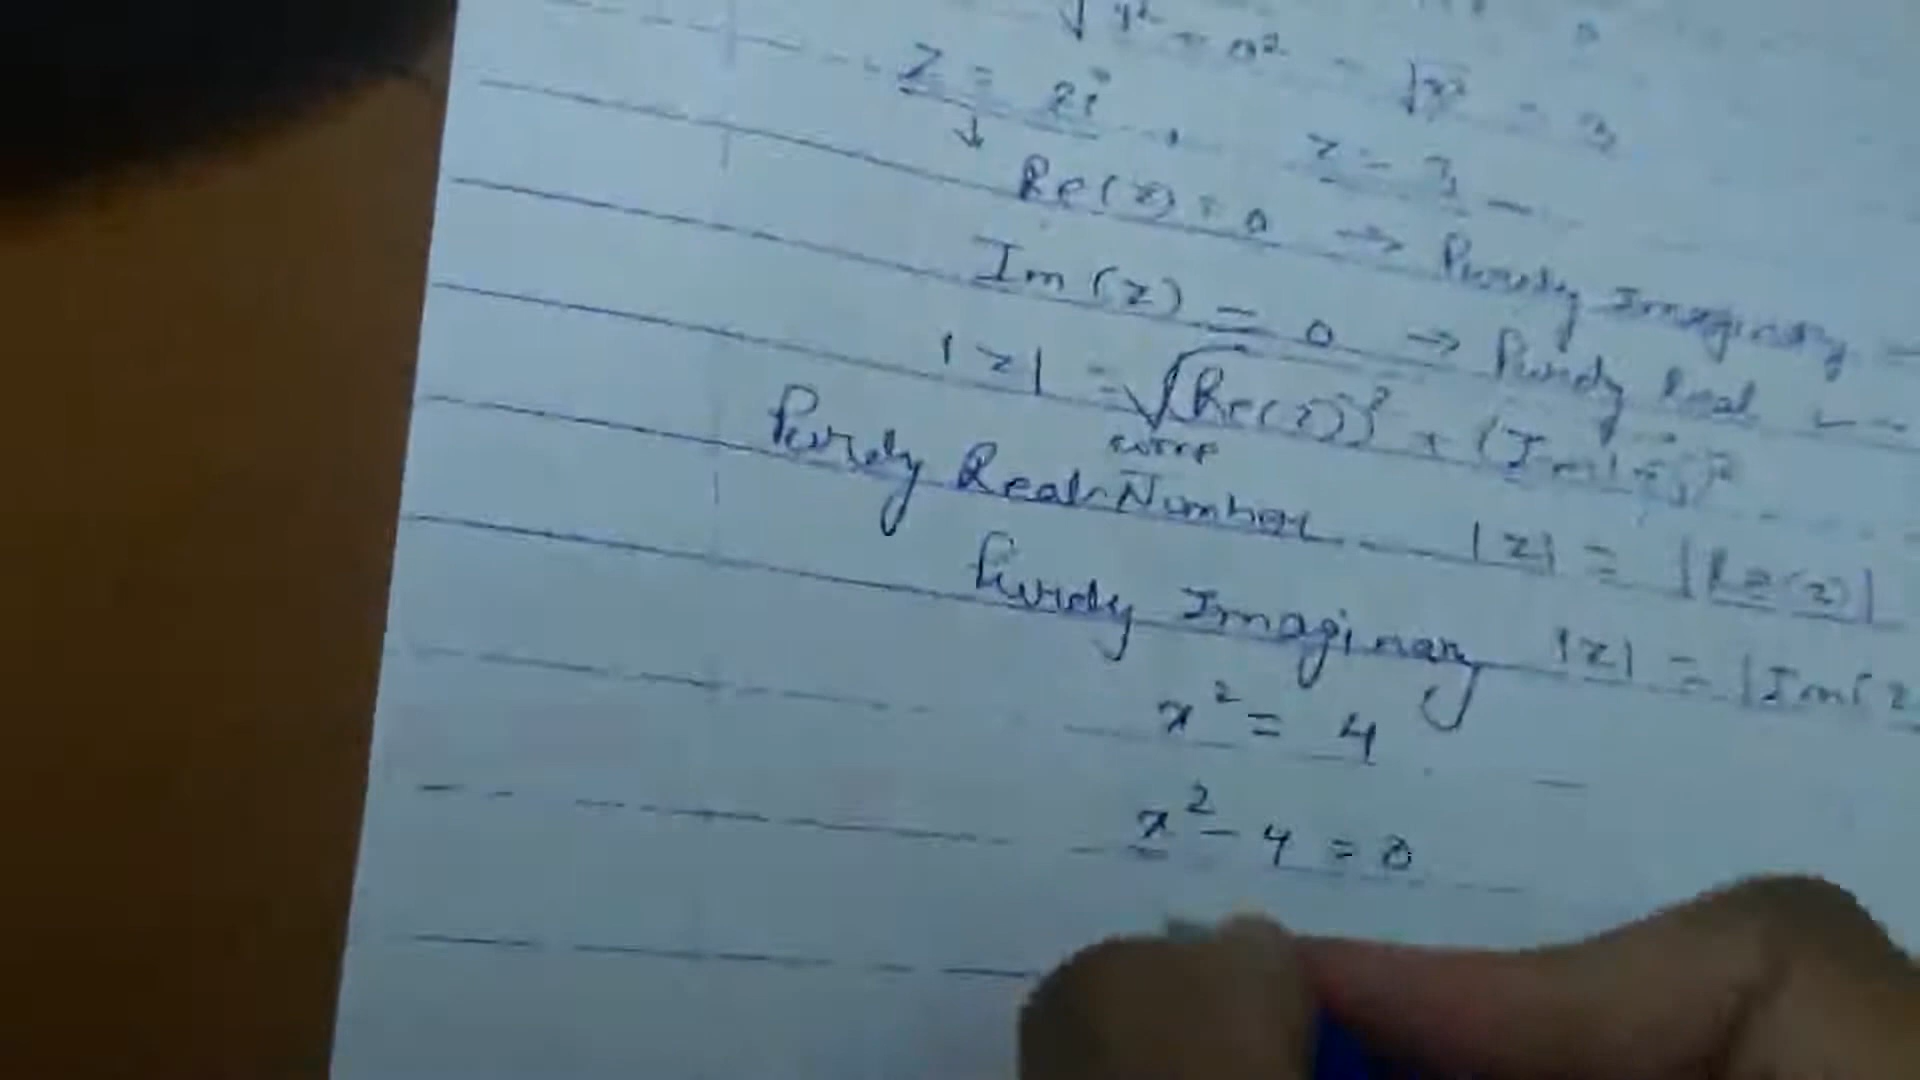 Z = 2i , Z = 3
Re(z) = 0 → Purely Imaginary
Im (z) = 0 → Purely Real
|z| = √(Re(z))² + (Im(z))²
Purely Real Number |z| = |Re(z)|
Purely Imaginary |z| = |Im(z
x² = 4
x² - 4 = 0